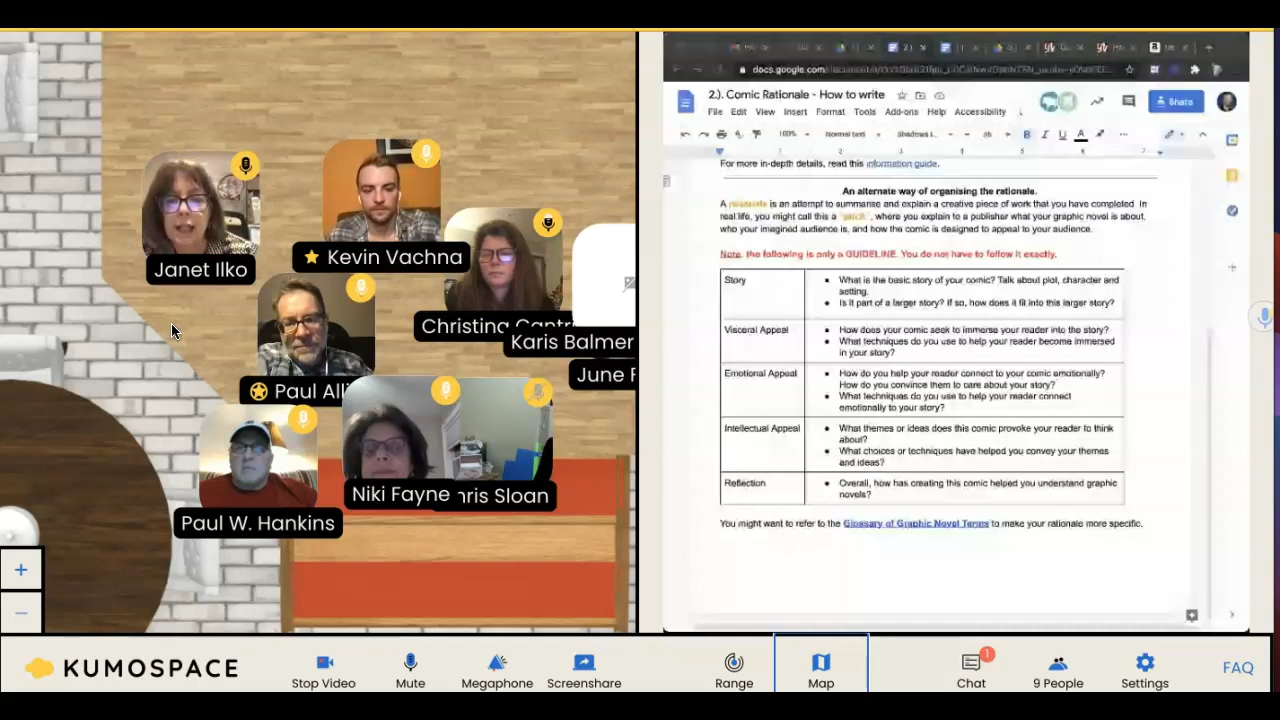 Janet Ilko
Kevin Vachna
Christina
Karis Balmer
June
Paul
Niki Fayne
Sloan
Paul W. Hankins
+
−
docs.google.com
2.). Comic Rationale - How to write
Share
File Edit View Insert Format Tools Add-ons Help Accessibility
100% Normal text
For more in-depth details, read this information guide.
An alternate way of organising the rationale.
A rationale is an attempt to summarise and explain a creative piece of work that you have completed. In
real life, you might call this a "pitch", where you explain to a publisher what your graphic novel is about,
who your imagined audience is, and how the comic is designed to appeal to your audience.
Note, the following is only a GUIDELINE. You do not have to follow it exactly.
Story
What is the basic story of your comic? Talk about plot, character and
setting.
Is it part of a larger story? If so, how does it fit into this larger story?
Visceral Appeal
How does your comic seek to immerse your reader into the story?
What techniques do you use to help your reader become immersed
in your story?
Emotional Appeal
How do you help your reader connect to your comic emotionally?
How do you convince them to care about your story?
What techniques do you use to help your reader connect
emotionally to your story?
Intellectual Appeal
What themes or ideas does this comic provoke your reader to think
about?
What choices or techniques have helped you convey your themes
and ideas?
Reflection
Overall, how has creating this comic helped you understand graphic
novels?
You might want to refer to the Glossary of Graphic Novel Terms to make your rationale more specific.
KUMOSPACE
Stop Video
Mute
Megaphone
Screenshare
Range
Map
1
Chat
9 People
Settings
FAQ